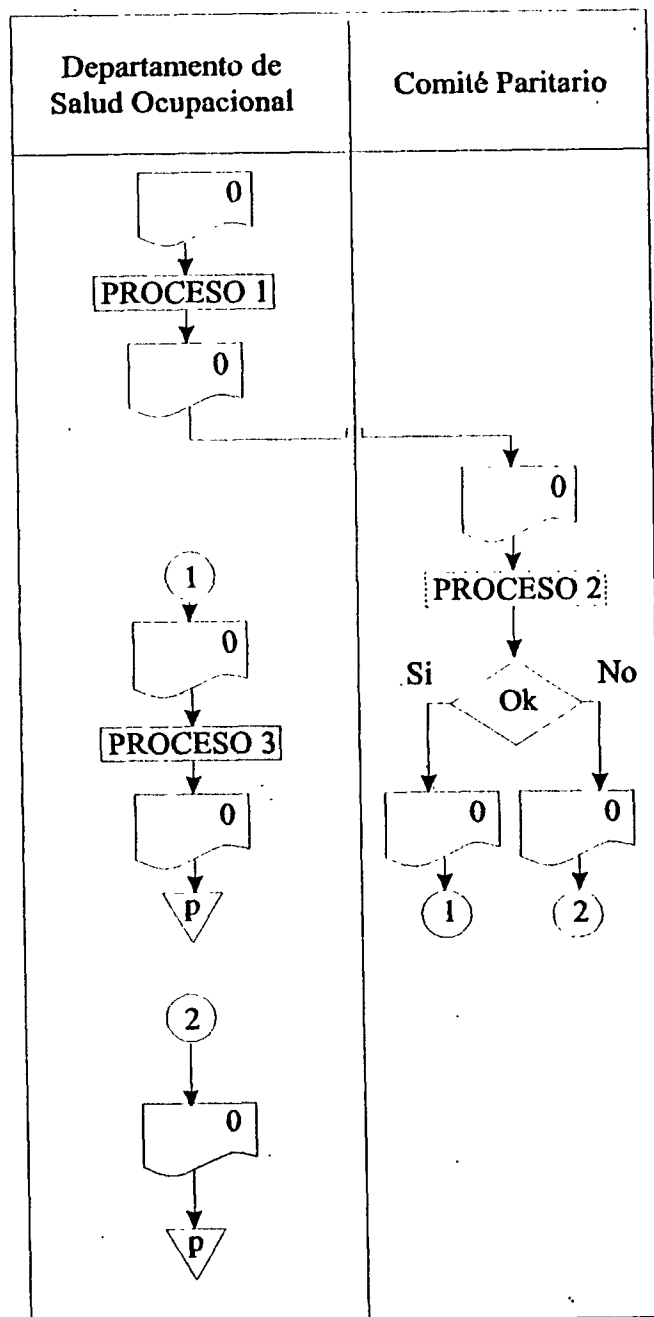 Departamento de
Salud Ocupacional
Comité Paritario
0
PROCESO 1
0
0
PROCESO 2
Si
Ok
No
0
0
1
2
1
0
PROCESO 3
0
p
2
0
p